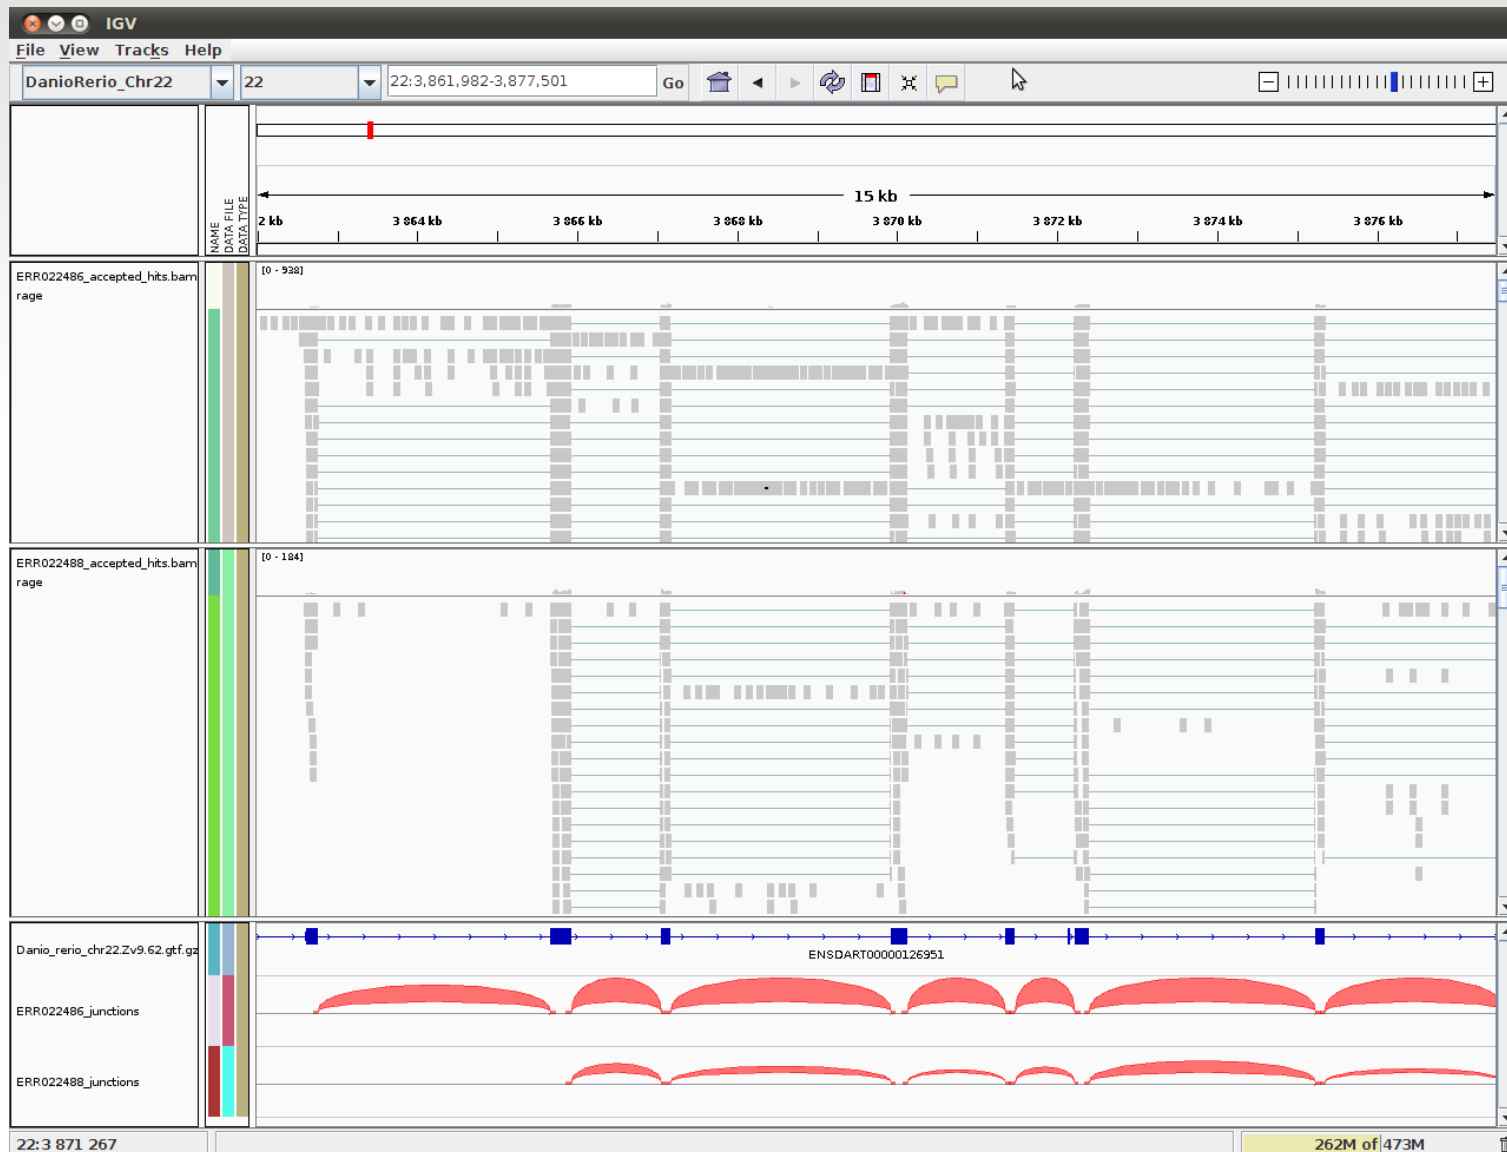 IGV
File View Tracks Help
DanioRerio_Chr22 22 22:3,861,982-3,877,501 Go
15 kb
NAME
DATA FILE
DATA TYPE
2 kb 3 864 kb 3 866 kb 3 868 kb 3 870 kb 3 872 kb 3 874 kb 3 876 kb
ERR022486_accepted_hits.bam
rage
[0 - 938]
ERR022488_accepted_hits.bam
rage
[0 - 184]
Danio_rerio_chr22.Zv9.62.gtf.gz
ENSDART00000126951
ERR022486_junctions
ERR022488_junctions
22:3 871 267
262M of 473M